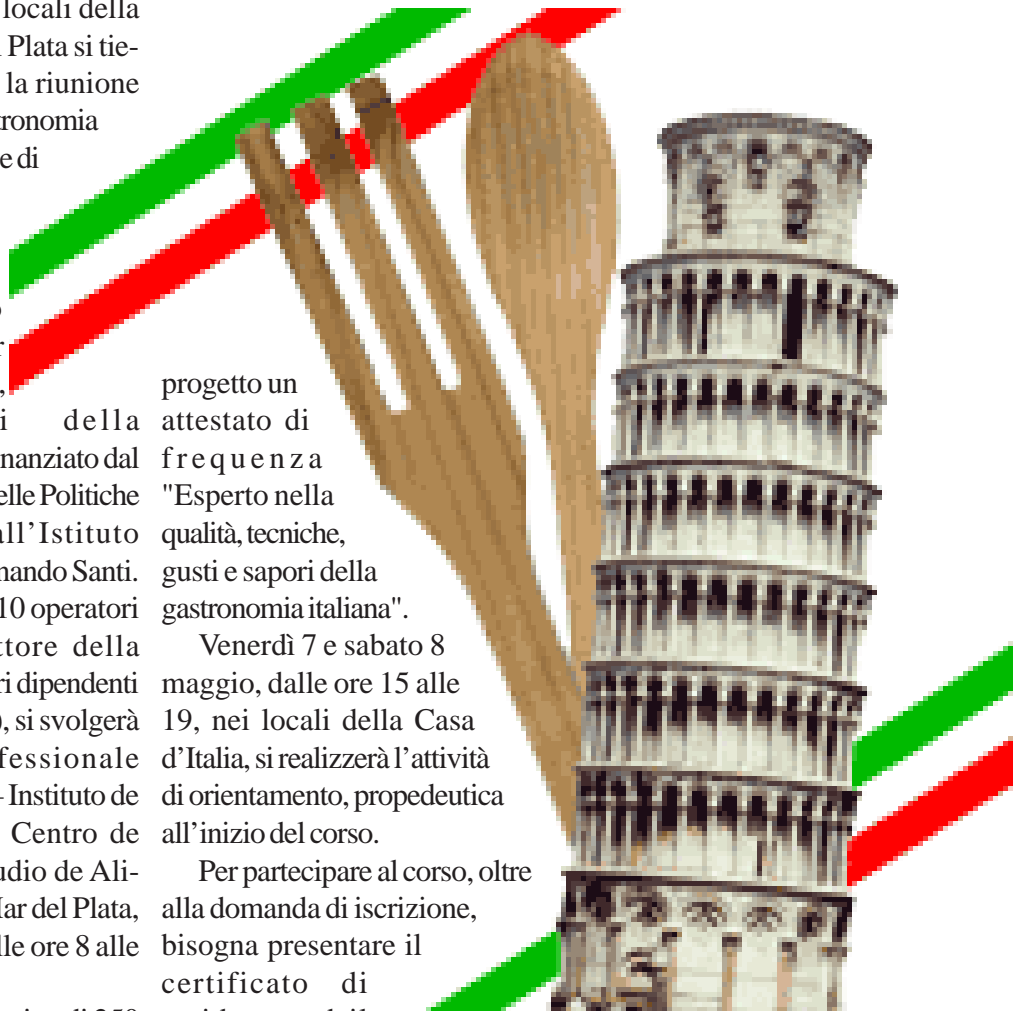 locali della
Plata si tie-
la riunione
tronomia
e di
r
,
i della
nanziato dal
elle Politiche
all'Istituto
nando Santi.
10 operatori
ttore della
ri dipendenti
), si svolgerà
fessionale
- Instituto de
Centro de
udio de Ali-
Mar del Plata,
lle ore 8 alle
progetto un
attestato di
frequenza
"Esperto nella
qualità, tecniche,
gusti e sapori della
gastronomia italiana".
Venerdì 7 e sabato 8
maggio, dalle ore 15 alle
19, nei locali della Casa
d'Italia, si realizzerà l'attività
di orientamento, propedeutica
all'inizio del corso.
Per partecipare al corso, oltre
alla domanda di iscrizione,
bisogna presentare il
certificato di